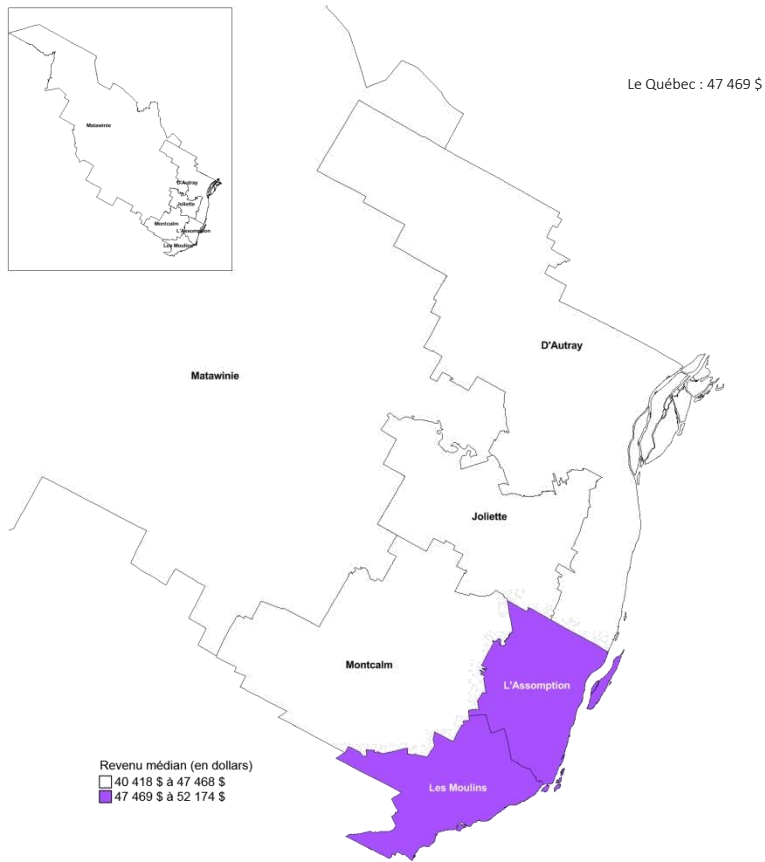 Matawinie
D'Autray
Joliette
Montcalm
L'Assomption
Les Moulins
Le Québec : 47 469 $
D'Autray
Matawinie
Joliette
Montcalm
L'Assomption
Les Moulins
Revenu médian (en dollars)
40 418 $ à 47 468 $
47 469 $ à 52 174 $